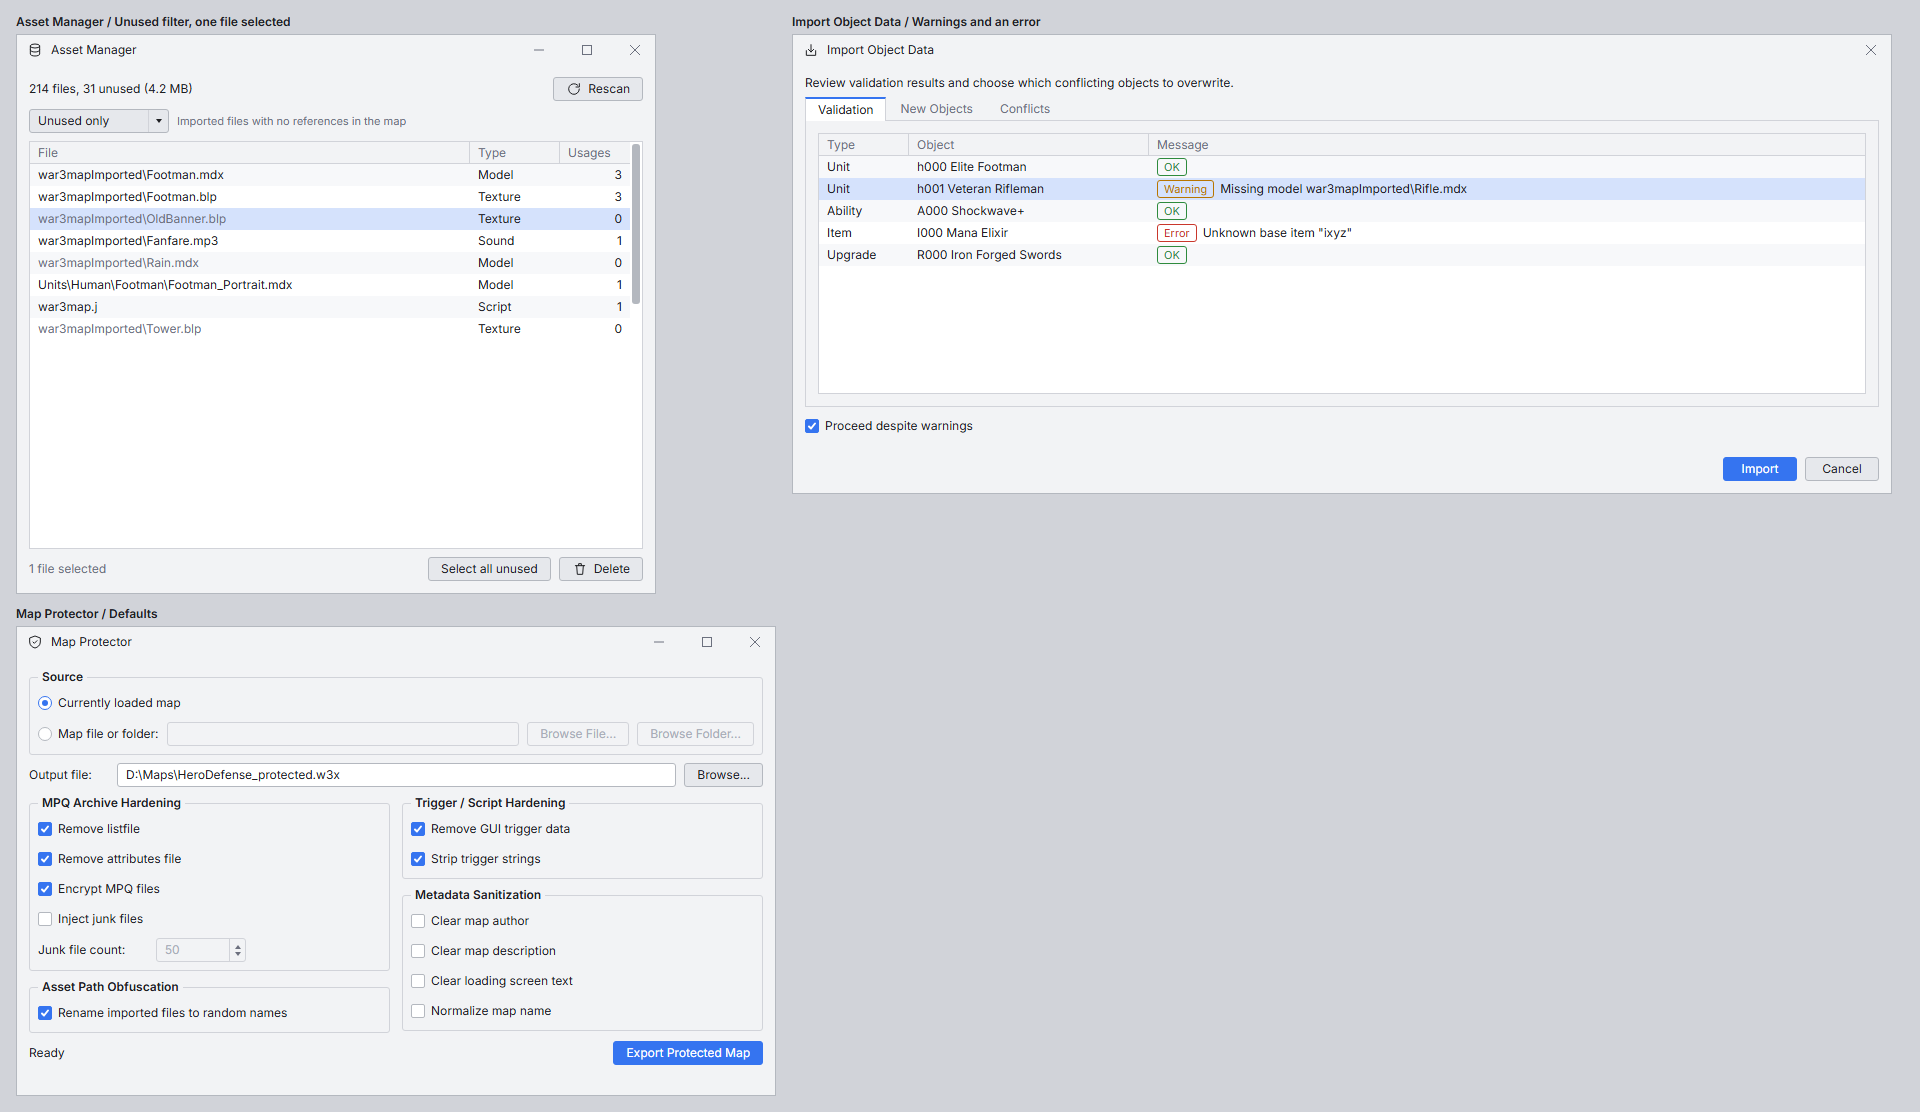 Asset Manager / Unused filter, one file selected
Asset Manager
214 files, 31 unused (4.2 MB)
Rescan
Unused only
Imported files with no references in the map
File Type Usages
war3mapImported\Footman.mdx Model 3
war3mapImported\Footman.blp Texture 3
war3mapImported\OldBanner.blp Texture 0
war3mapImported\Fanfare.mp3 Sound 1
war3mapImported\Rain.mdx Model 0
Units\Human\Footman\Footman_Portrait.mdx Model 1
war3map.j Script 1
war3mapImported\Tower.blp Texture 0
1 file selected
Select all unused
Delete
Import Object Data / Warnings and an error
Import Object Data
Review validation results and choose which conflicting objects to overwrite.
Validation New Objects Conflicts
Type Object Message
Unit h000 Elite Footman OK
Unit h001 Veteran Rifleman Warning Missing model war3mapImported\Rifle.mdx
Ability A000 Shockwave+ OK
Item I000 Mana Elixir Error Unknown base item "ixyz"
Upgrade R000 Iron Forged Swords OK
Proceed despite warnings
Import Cancel
Map Protector / Defaults
Map Protector
Source
Currently loaded map
Map file or folder: Browse File... Browse Folder...
Output file: D:\Maps\HeroDefense_protected.w3x Browse...
MPQ Archive Hardening
Remove listfile
Remove attributes file
Encrypt MPQ files
Inject junk files
Junk file count: 50
Asset Path Obfuscation
Rename imported files to random names
Trigger / Script Hardening
Remove GUI trigger data
Strip trigger strings
Metadata Sanitization
Clear map author
Clear map description
Clear loading screen text
Normalize map name
Ready
Export Protected Map